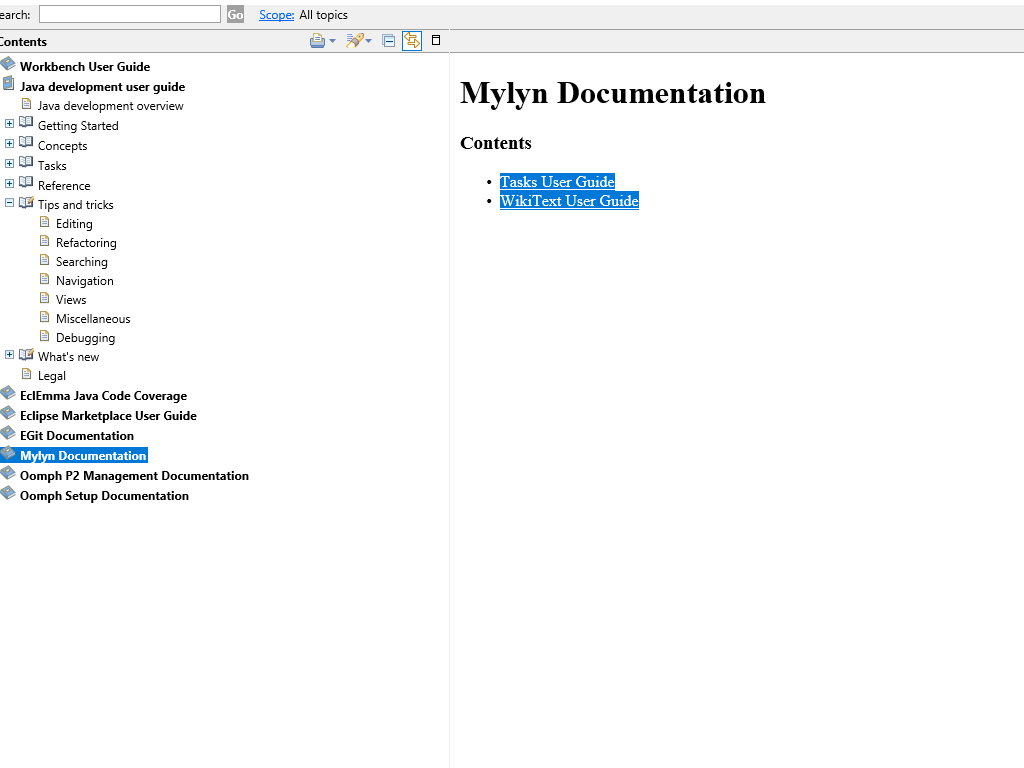 earch:
Go
Scope: All topics
Contents
Workbench User Guide
Java development user guide
Java development overview
Getting Started
Concepts
Tasks
Reference
Tips and tricks
Editing
Refactoring
Searching
Navigation
Views
Miscellaneous
Debugging
What's new
Legal
EclEmma Java Code Coverage
Eclipse Marketplace User Guide
EGit Documentation
Mylyn Documentation
Oomph P2 Management Documentation
Oomph Setup Documentation
Mylyn Documentation
Contents
• Tasks User Guide
• WikiText User Guide